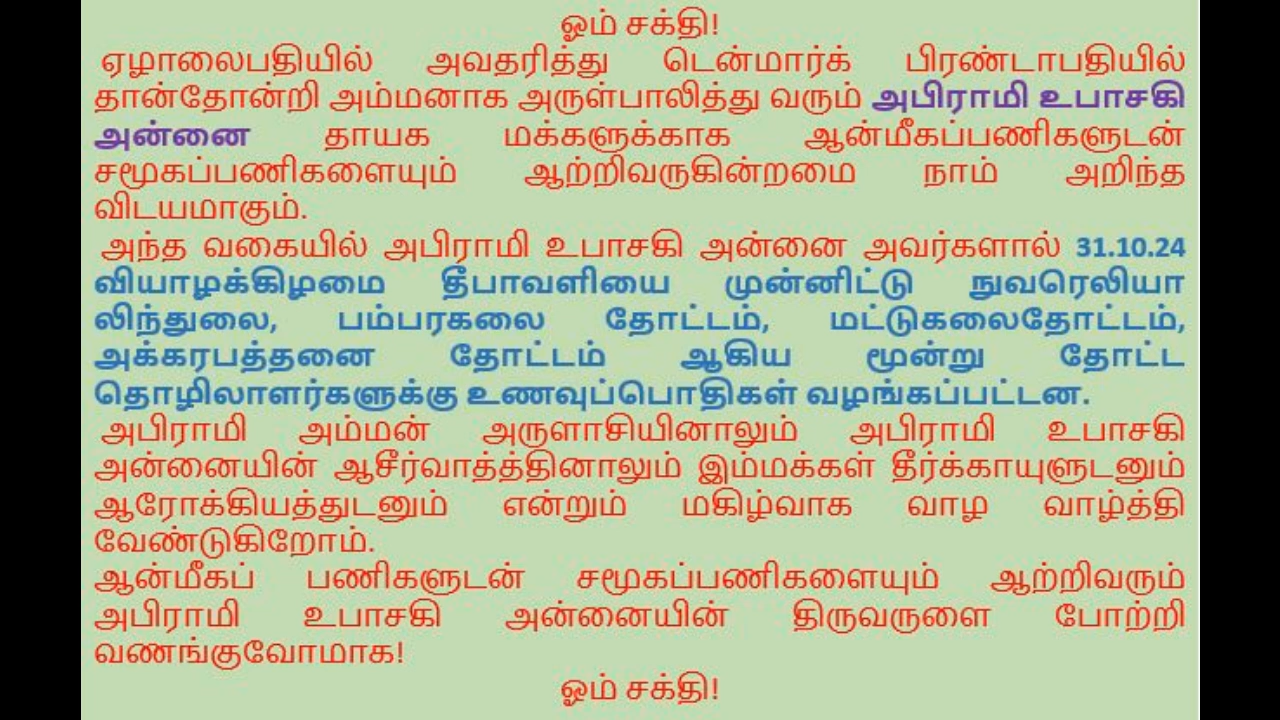 ஓம் சக்தி!
ஏழாலைபதியில் அவதரித்து டென்மார்க் பிரண்டாபதியில்
தான்தோன்றி அம்மனாக அருள்பாலித்து வரும் அபிராமி உபாசகி
அன்னை தாயக மக்களுக்காக ஆன்மீகப்பணிகளுடன்
சமூகப்பணிகளையும் ஆற்றிவருகின்றமை நாம் அறிந்த
விடயமாகும்.
அந்த வகையில் அபிராமி உபாசகி அன்னை அவர்களால் 31.10.24
வியாழக்கிழமை தீபாவளியை முன்னிட்டு நுவரெலியா
லிந்துலை, பம்பரகலை தோட்டம், மட்டுகலைதோட்டம்,
அக்கரபத்தனை தோட்டம் ஆகிய மூன்று தோட்ட
தொழிலாளர்களுக்கு உணவுப்பொதிகள் வழங்கப்பட்டன.
அபிராமி அம்மன் அருளாசியினாலும் அபிராமி உபாசகி
அன்னையின் ஆசீர்வாத்த்தினாலும் இம்மக்கள் தீர்க்காயுளுடனும்
ஆரோக்கியத்துடனும் என்றும் மகிழ்வாக வாழ வாழ்த்தி
வேண்டுகிறோம்.
ஆன்மீகப் பணிகளுடன் சமூகப்பணிகளையும் ஆற்றிவரும்
அபிராமி உபாசகி அன்னையின் திருவருளை போற்றி
வணங்குவோமாக!
ஓம் சக்தி!